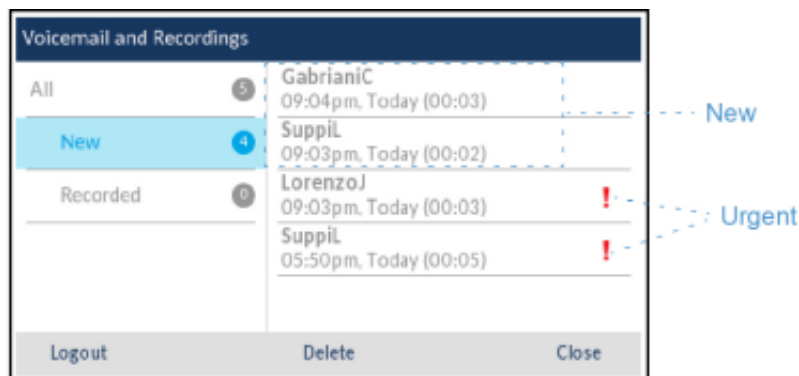 Voicemail and Recordings
All 5
New 4
Recorded 0
GabrianiC
09:04pm, Today (00:03)
SuppiL
09:03pm, Today (00:02)
LorenzoJ
09:03pm, Today (00:03) !
SuppiL
05:50pm, Today (00:05) !
New
Urgent
Logout Delete Close